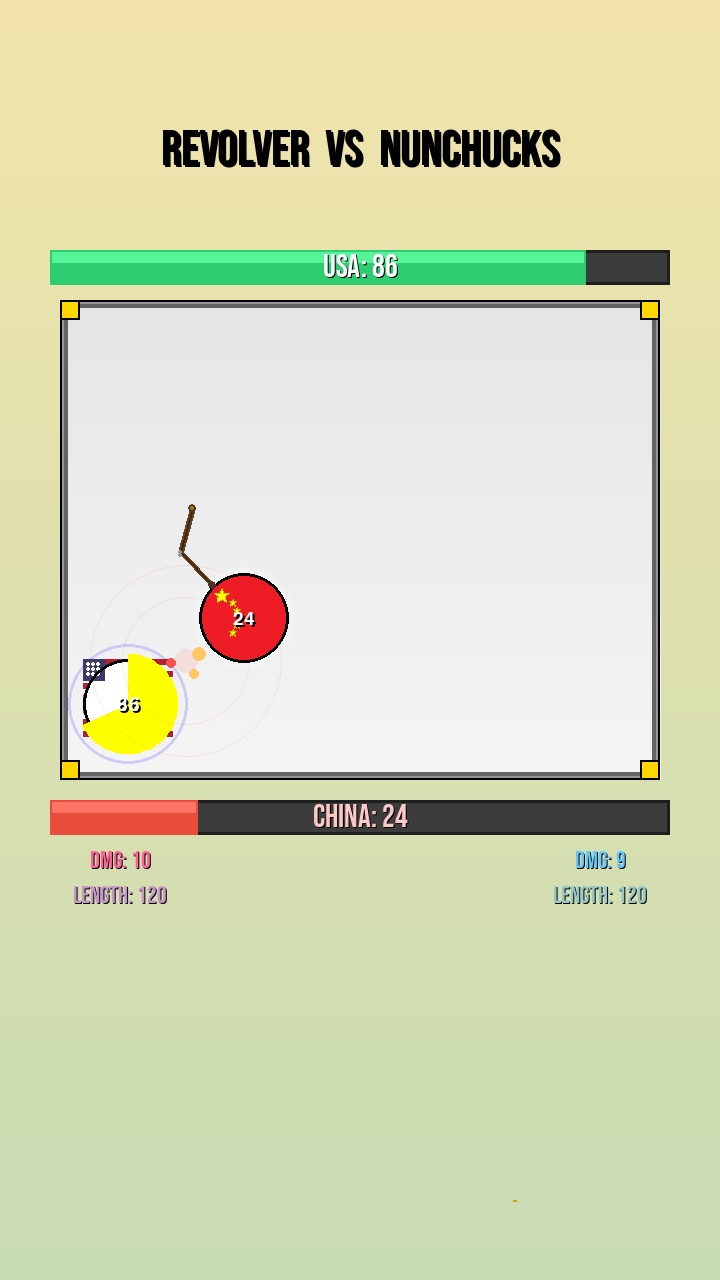 REVOLVER VS NUNCHUCKS
USA: 86
24
86
CHINA: 24
DMG: 10
DMG: 9
LENGTH: 120
LENGTH: 120